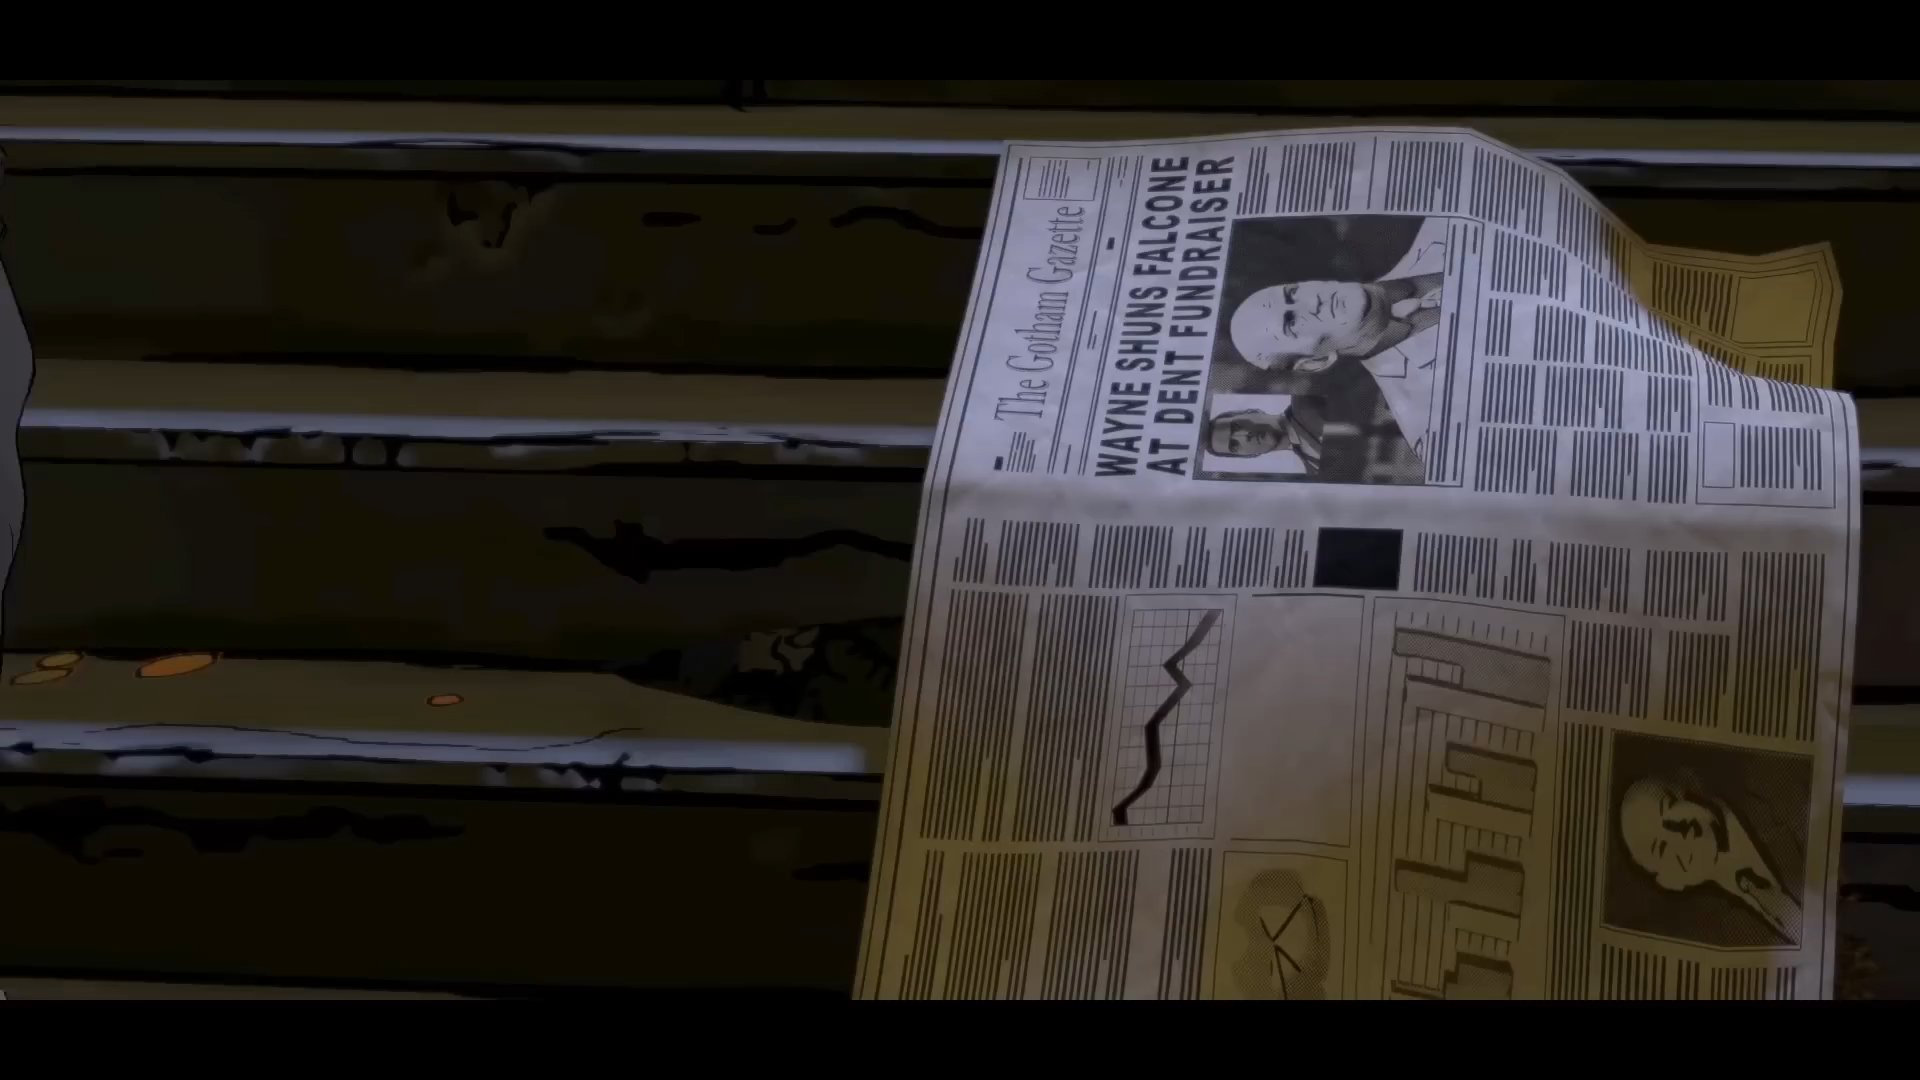 The Gotham Gazette
WAYNE SHUNS FALCONE
AT DENT FUNDRAISER